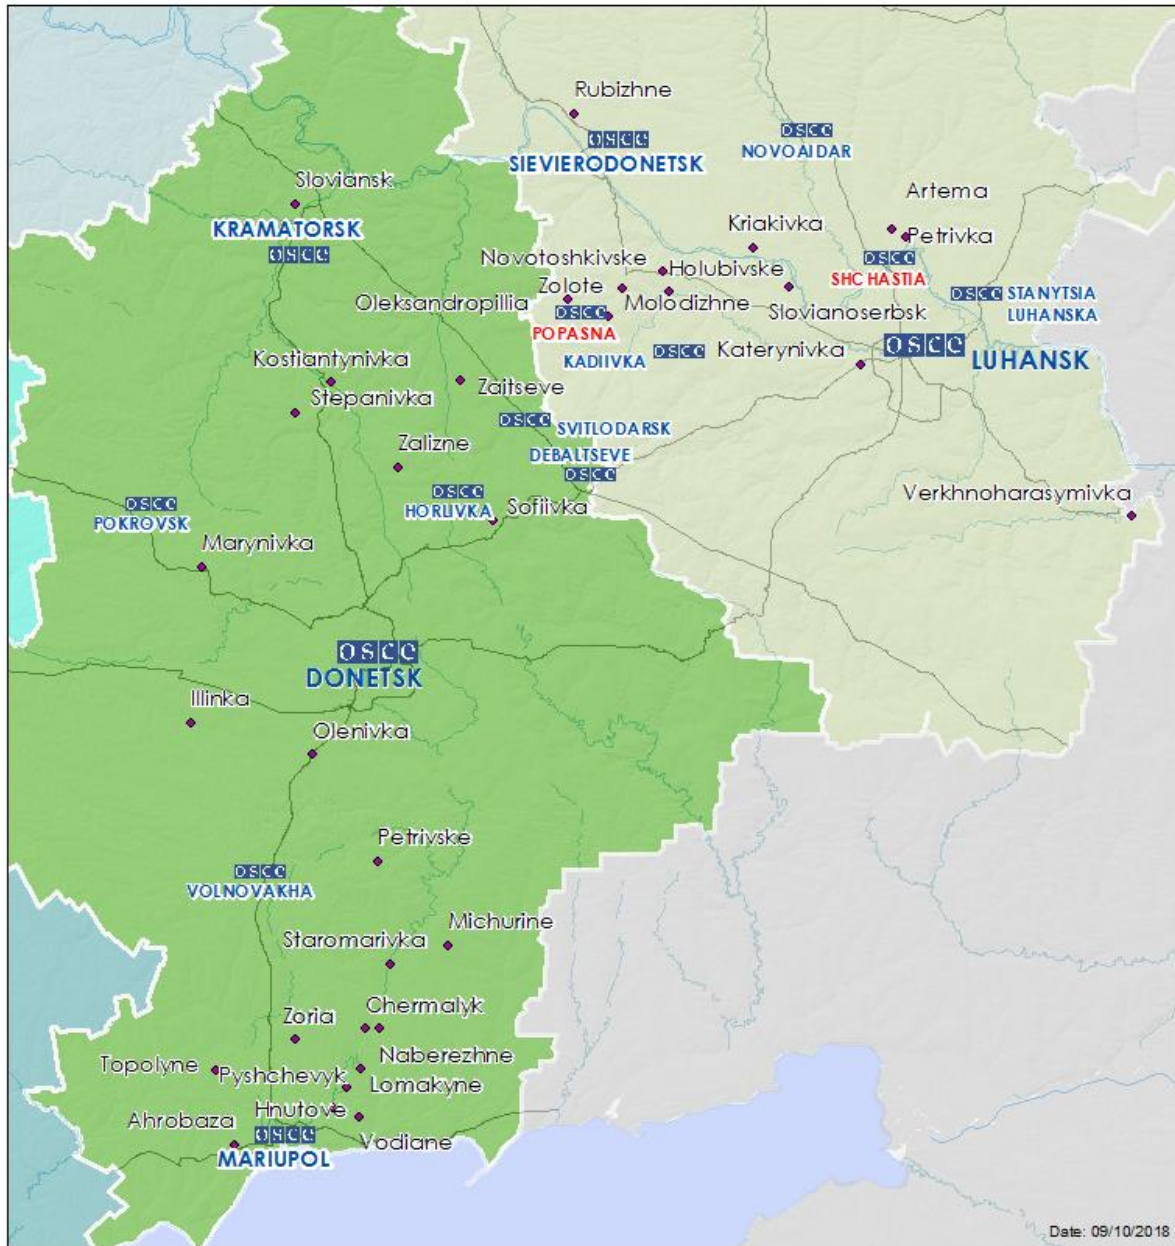 Rubizhne
OSCE
SIEVIERODONETSK
OSCE
NOVOAIDAR
Sloviansk
KRAMATORSK
OSCE
Artema
Petrivka
Kriakivka
OSCE
SHCHASTIA
Novotoshkivske
Holubivske
Zolote
Molodizhne
Oleksandropillia
Slovianoserbsk
OSCE
STANYTSIA
LUHANSKA
OSCE
POPASNA
KADIIVKA
OSCE
Katerynivka
OSCE
LUHANSK
Kostiantynivka
Stepanivka
Zaitseve
OSCE
SVITLODARSK
DEBALTSEVE
OSCE
Zalizne
OSCE
HORLIVKA
Sofiivka
Verkhnoharasymivka
OSCE
POKROVSK
Marynivka
OSCE
DONETSK
Illinka
Olenivka
Petrivske
OSCE
VOLNOVAKHA
Michurine
Staromarivka
Chermalyk
Zoria
Naberezhne
Topolyne
Pyshchevyk
Lomakyne
Hnutove
Ahrobaza
Vodiane
OSCE
MARIUPOL
Date: 09/10/2018